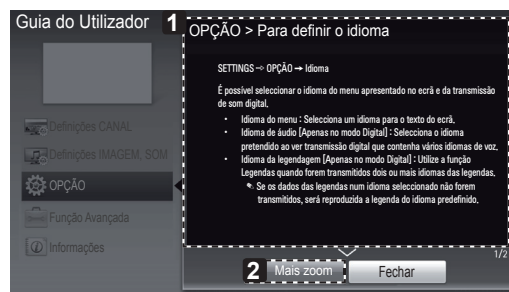 Guia do Utilizador
1
OPÇÃO > Para definir o idioma
SETTINGS ➾ OPÇÃO ➞ Idioma
É possível seleccionar o idioma do menu apresentado no ecrã e da transmissão
de som digital.
• Idioma do menu : Selecciona um idioma para o texto do ecrã.
• Idioma de áudio [Apenas no modo Digital] : Selecciona o idioma
pretendido ao ver transmissão digital que contenha vários idiomas de voz.
• Idioma da legendagem [Apenas no modo Digital] : Utilize a função
Legendas quando forem transmitidos dois ou mais idiomas das legendas.
✎ Se os dados das legendas num idioma seleccionado não forem
transmitidos, será reproduzida a legenda do idioma predefinido.
Definições CANAL
Definições IMAGEM, SOM
OPÇÃO
Função Avançada
Informações
1/2
2
Mais zoom
Fechar